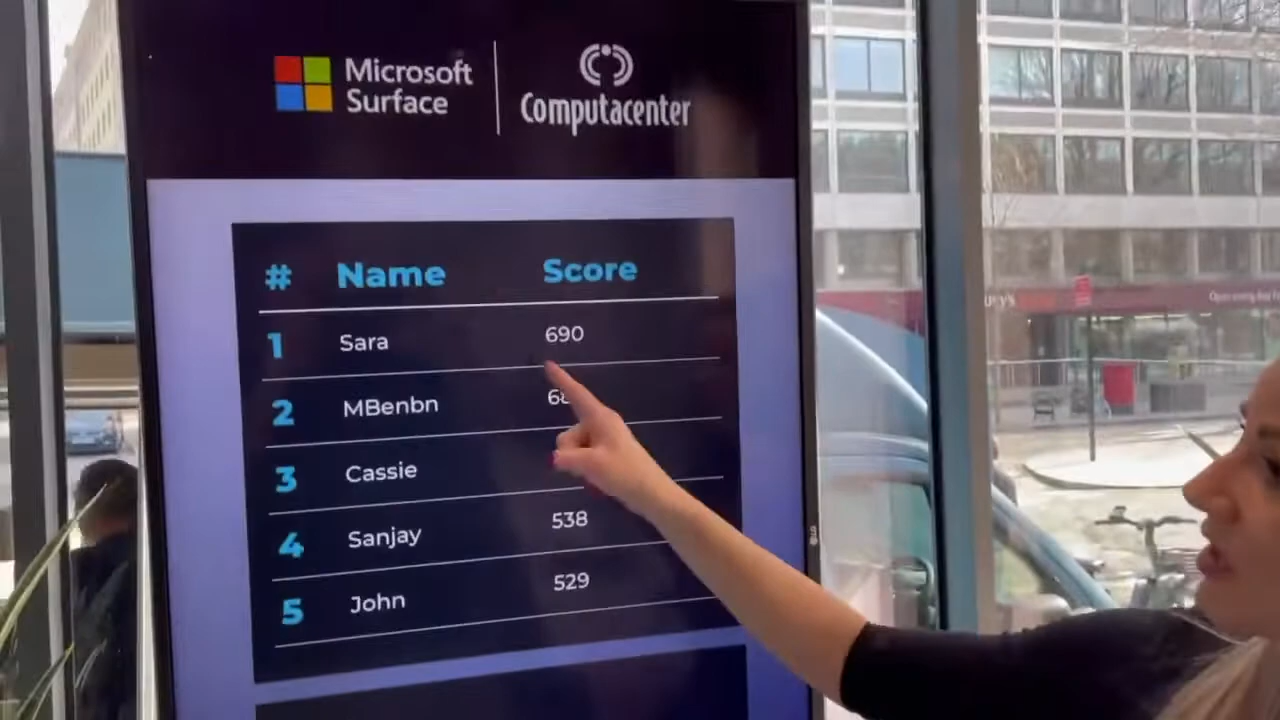 Microsoft
Surface
Computacenter
# Name Score
1 Sara 690
2 MBenbn
3 Cassie
4 Sanjay 538
5 John 529